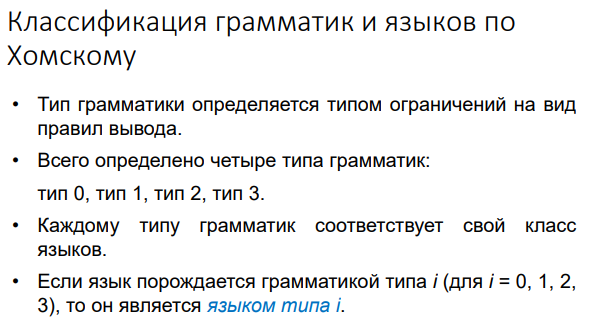 Классификация грамматик и языков по
Хомскому
• Тип грамматики определяется типом ограничений на вид
правил вывода.
• Всего определено четыре типа грамматик:
тип 0, тип 1, тип 2, тип 3.
• Каждому типу грамматик соответствует свой класс
языков.
• Если язык порождается грамматикой типа i (для i = 0, 1, 2,
3), то он является языком типа i.